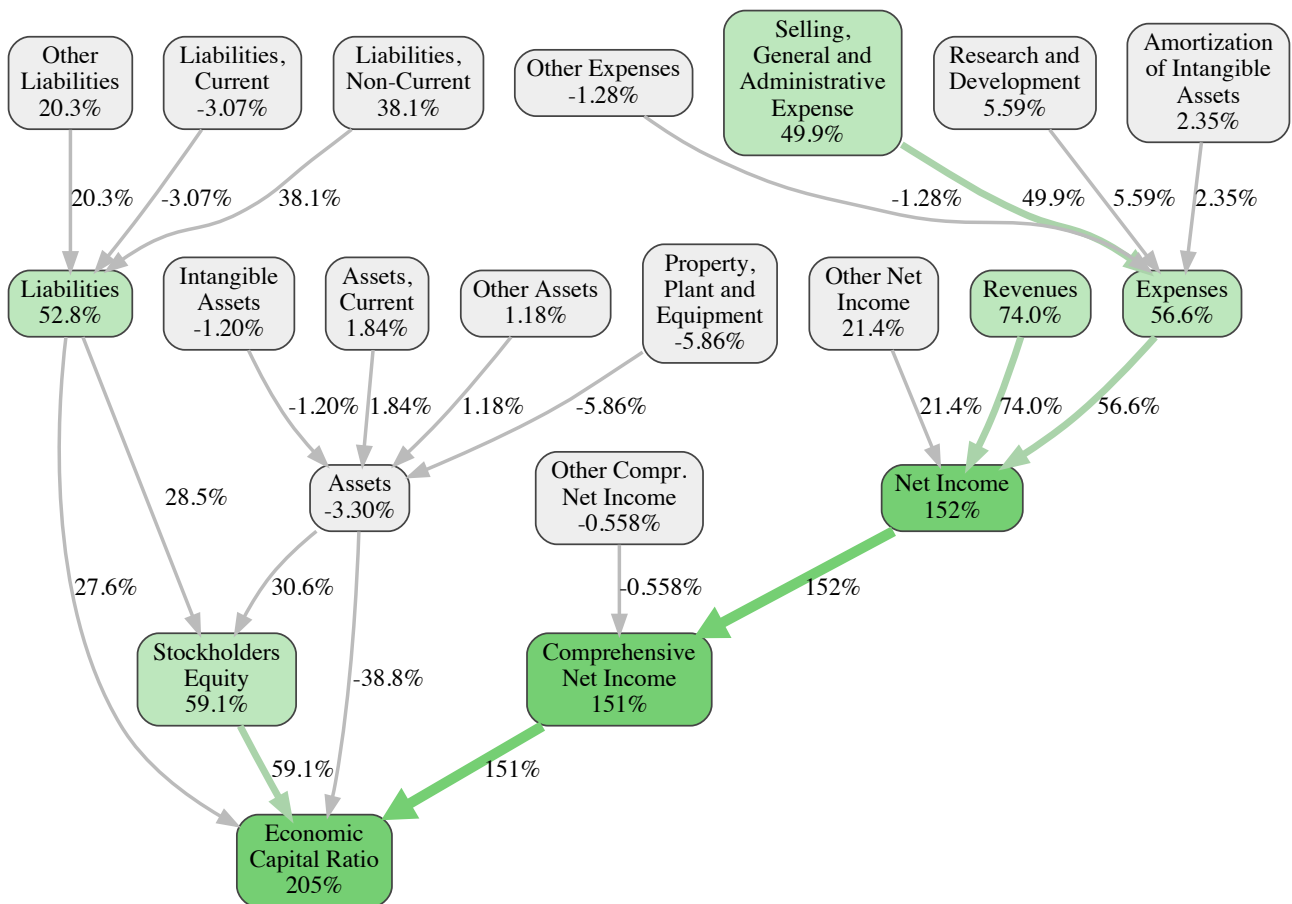 Other
Liabilities
20.3%
Liabilities,
Current
-3.07%
Liabilities,
Non-Current
38.1%
Other Expenses
-1.28%
Selling,
General and
Administrative
Expense
49.9%
Research and
Development
5.59%
Amortization
of Intangible
Assets
2.35%
20.3%
-3.07%
38.1%
-1.28%
49.9%
5.59%
2.35%
Liabilities
52.8%
Intangible
Assets
-1.20%
Assets,
Current
1.84%
Other Assets
1.18%
Property,
Plant and
Equipment
-5.86%
Other Net
Income
21.4%
Revenues
74.0%
Expenses
56.6%
-1.20%
1.84%
1.18%
-5.86%
21.4%
74.0%
56.6%
28.5%
Assets
-3.30%
Other Compr.
Net Income
-0.558%
Net Income
152%
27.6%
30.6%
-0.558%
152%
Stockholders
Equity
59.1%
-38.8%
Comprehensive
Net Income
151%
59.1%
151%
Economic
Capital Ratio
205%